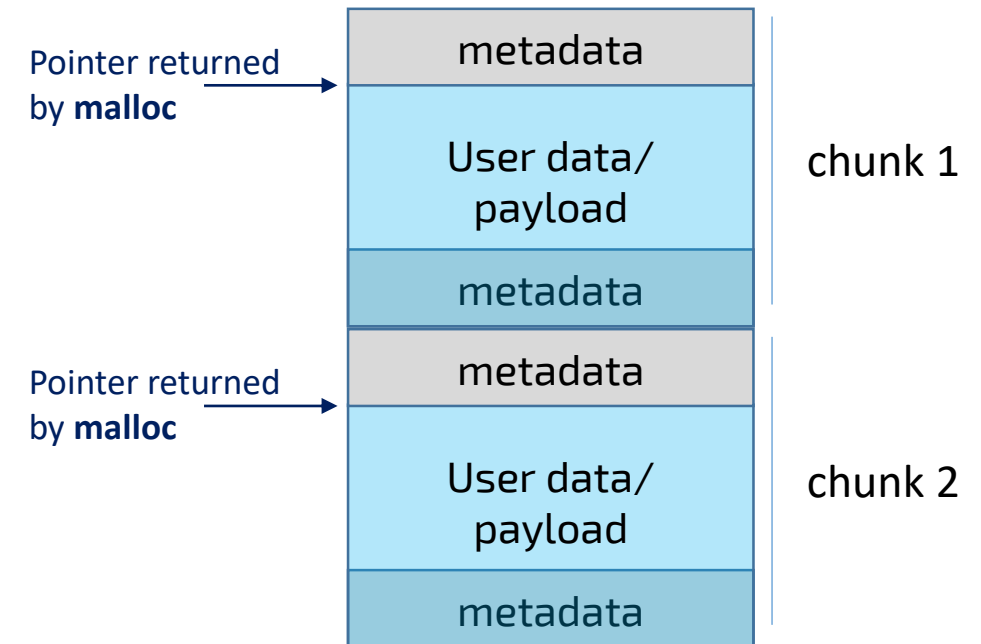 metadata
Pointer returned
by malloc
User data/
payload
chunk 1
metadata
metadata
Pointer returned
by malloc
User data/
payload
chunk 2
metadata